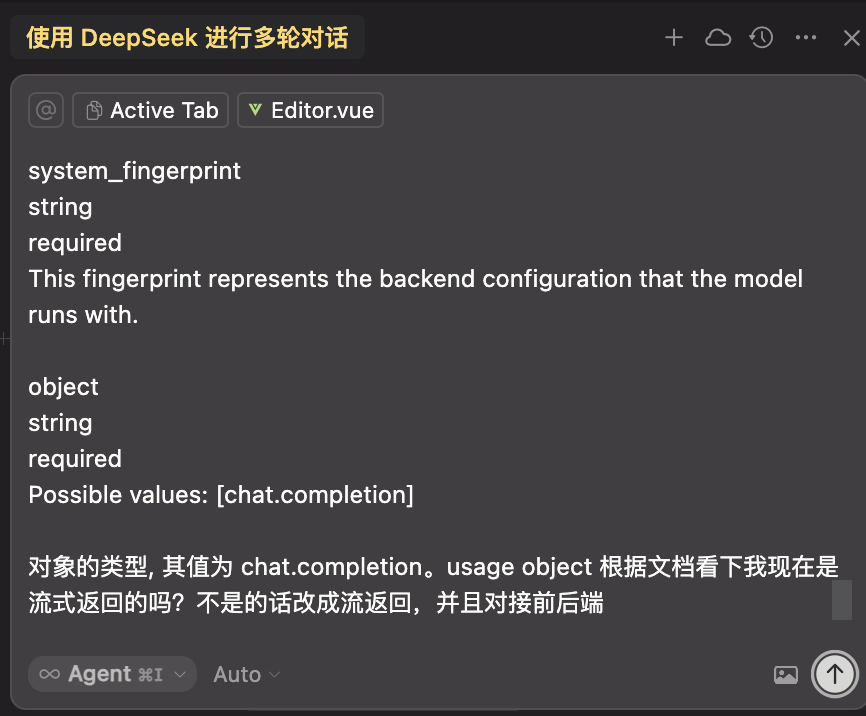 使用 DeepSeek 进行多轮对话
@ Active Tab Editor.vue
system_fingerprint
string
required
This fingerprint represents the backend configuration that the model
runs with.
object
string
required
Possible values: [chat.completion]
对象的类型, 其值为 chat.completion。usage object 根据文档看下我现在是
流式返回的吗？不是的话改成流返回，并且对接前后端
∞ Agent ⌘I Auto